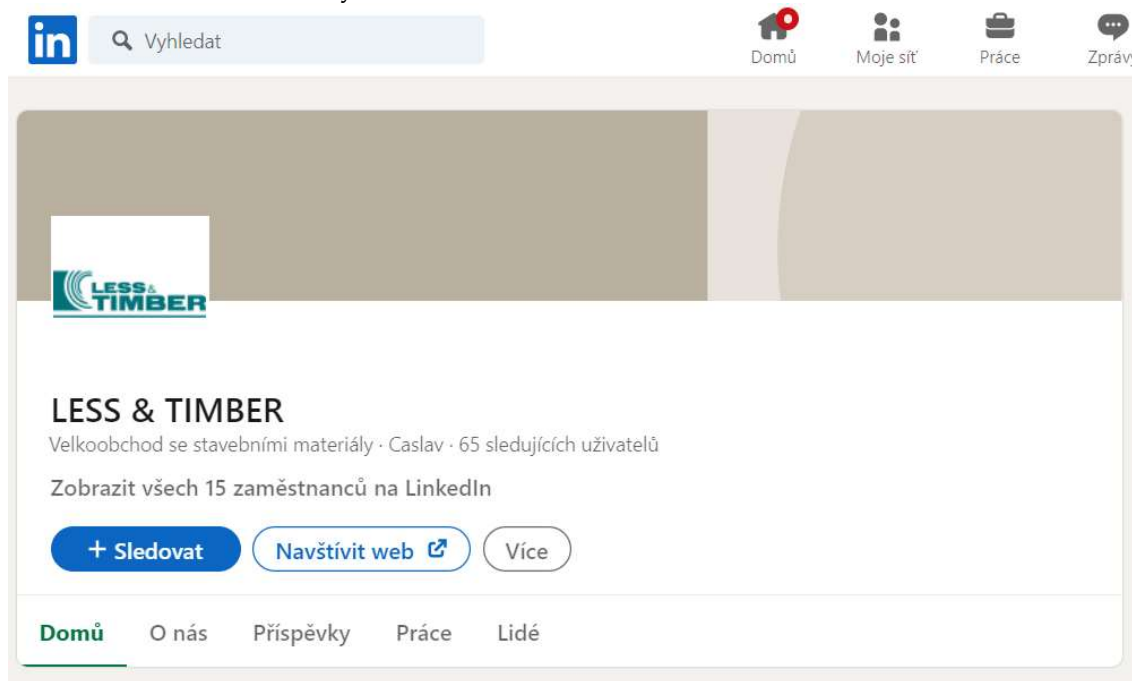 in Vyhledat
Domů Moje síť Práce Zprávy
LESS &
TIMBER
LESS & TIMBER
Velkoobchod se stavebními materiály · Caslav · 65 sledujících uživatelů
Zobrazit všech 15 zaměstnanců na LinkedIn
+ Sledovat Navštívit web Více
Domů O nás Příspěvky Práce Lidé